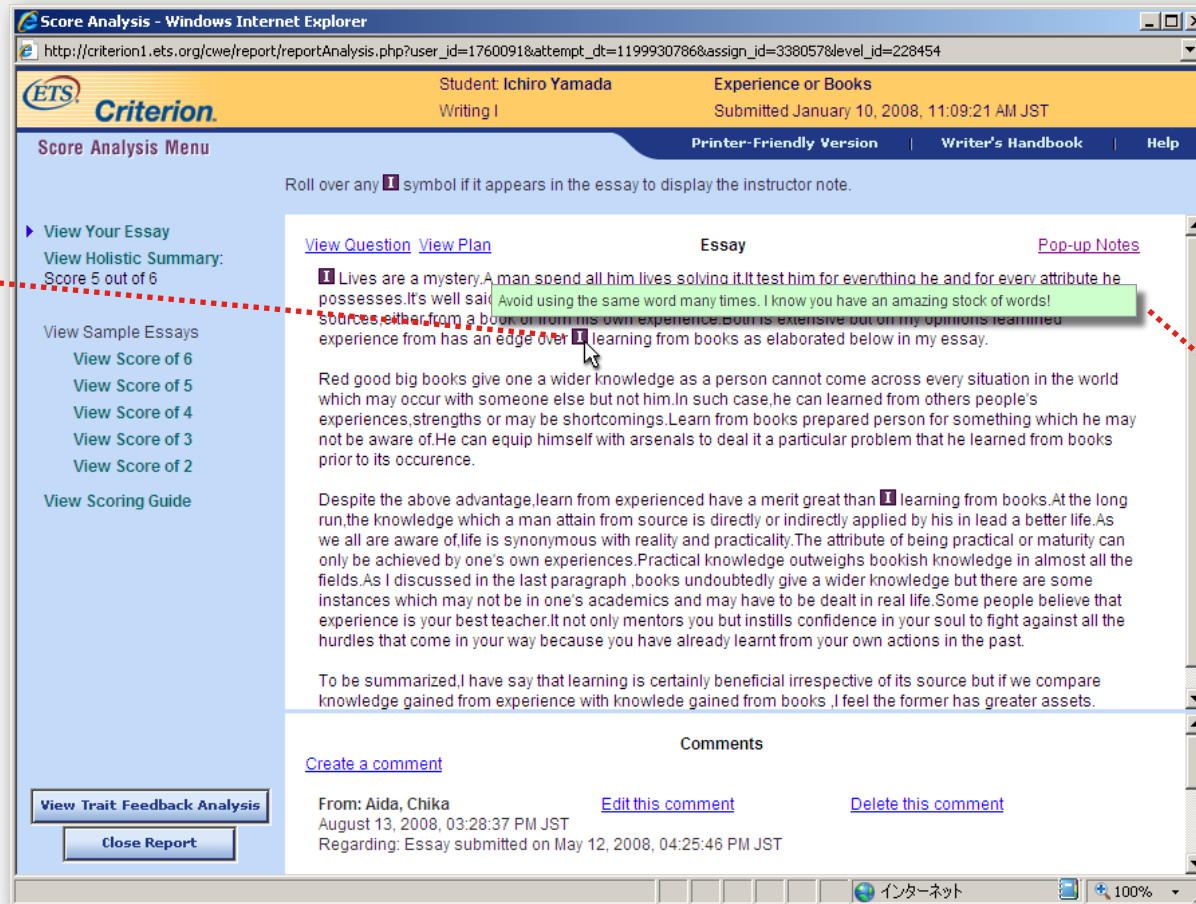 Score Analysis - Windows Internet Explorer
http://criterion1.ets.org/cwe/report/reportAnalysis.php?user_id=1760091&attempt_dt=1199930786&assign_id=338057&level_id=228454
ETS Criterion.
Student: Ichiro Yamada
Experience or Books
Writing I
Submitted January 10, 2008, 11:09:21 AM JST
Score Analysis Menu
Printer-Friendly Version | Writer's Handbook | Help
Roll over any I symbol if it appears in the essay to display the instructor note.
View Your Essay
View Holistic Summary:
Score 5 out of 6
View Sample Essays
View Score of 6
View Score of 5
View Score of 4
View Score of 3
View Score of 2
View Scoring Guide
View Trait Feedback Analysis
Close Report
View Question View Plan Essay Pop-up Notes
I Lives are a mystery.A man spend all him lives solving it.It test him for everything he and for every attribute he
possesses.It's well said
Avoid using the same word many times. I know you have an amazing stock of words!
sources,either from a book or from his own experience.Both is extensive but on my opinions
experience from has an edge over I learning from books as elaborated below in my essay.
Red good big books give one a wider knowledge as a person cannot come across every situation in the world
which may occur with someone else but not him.In such case,he can learned from others people's
experiences,strengths or may be shortcomings.Learn from books prepared person for something which he may
not be aware of.He can equip himself with arsenals to deal it a particular problem that he learned from books
prior to its occurence.
Despite the above advantage,learn from experienced have a merit great than I learning from books.At the long
run,the knowledge which a man attain from source is directly or indirectly applied by his in lead a better life.As
we all are aware of,life is synonymous with reality and practicality.The attribute of being practical or maturity can
only be achieved by one's own experiences.Practical knowledge outweighs bookish knowledge in almost all the
fields.As I discussed in the last paragraph ,books undoubtedly give a wider knowledge but there are some
instances which may not be in one's academics and may have to be dealt in real life.Some people believe that
experience is your best teacher.It not only mentors you but instills confidence in your soul to fight against all the
hurdles that come in your way because you have already learnt from your own actions in the past.
To be summarized,I have say that learning is certainly beneficial irrespective of its source but if we compare
knowledge gained from experience with knowlede gained from books ,I feel the former has greater assets.
Comments
Create a comment
From: Aida, Chika Edit this comment Delete this comment
August 13, 2008, 03:28:37 PM JST
Regarding: Essay submitted on May 12, 2008, 04:25:46 PM JST
インターネット
100%